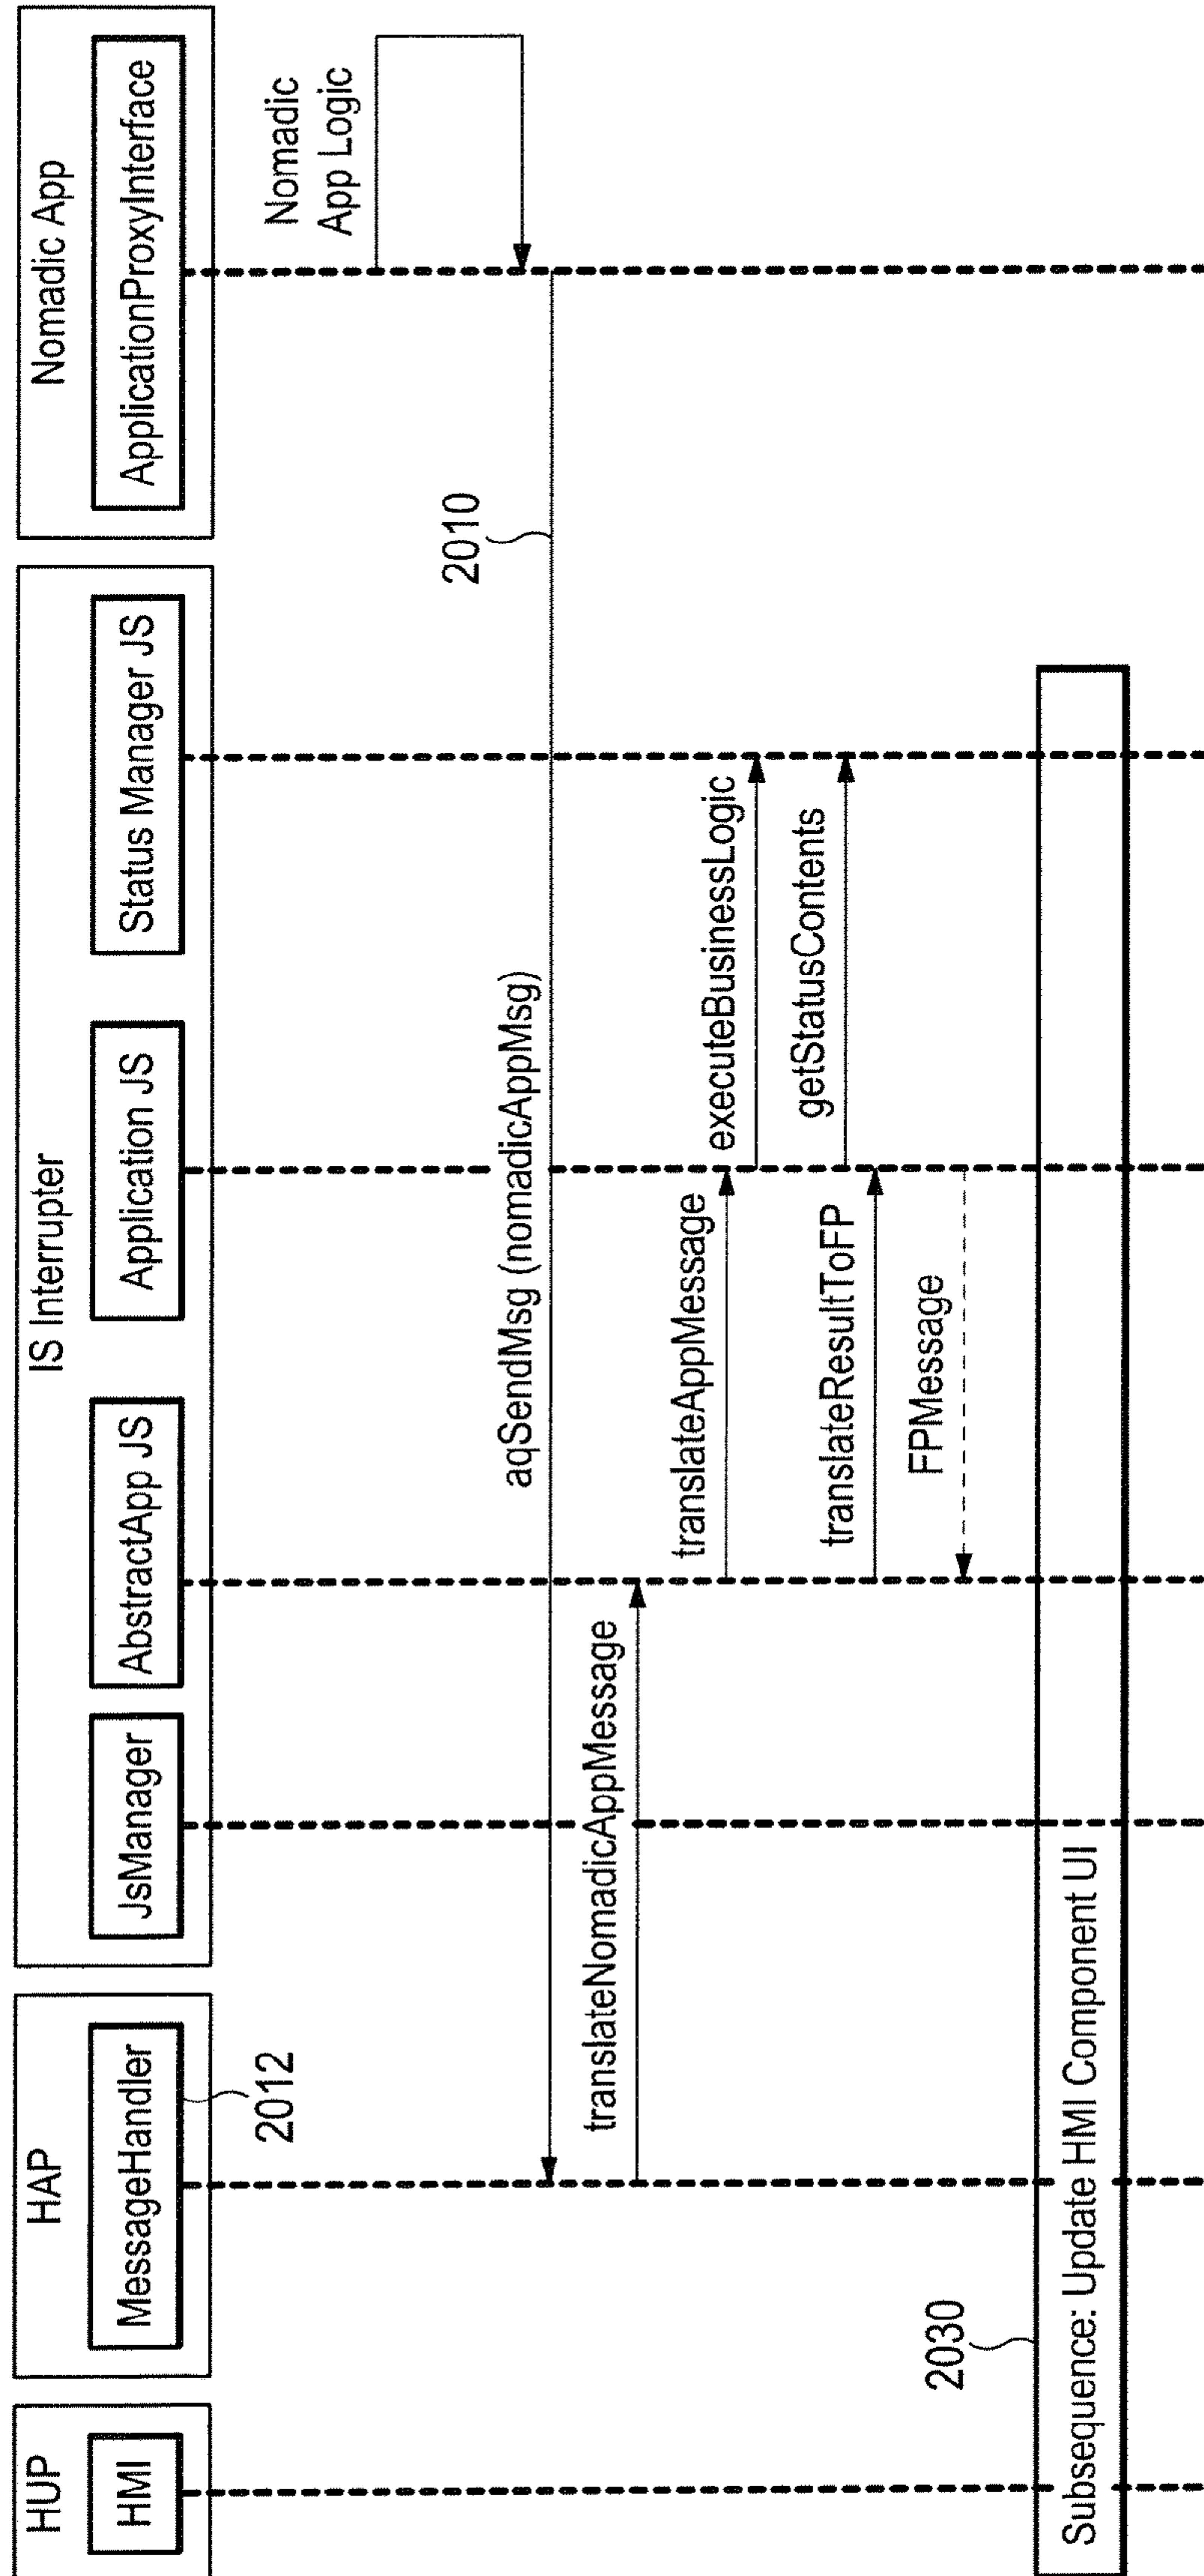 HUP
HMI
HAP
MessageHandler
2012
IS Interrupter
JsManager
AbstractApp JS
Application JS
Status Manager JS
Nomadic App
ApplicationProxyInterface
Nomadic
App Logic
2010
aqSendMsg (nomadicAppMsg)
translateNomadicAppMessage
translateAppMessage
executeBusinessLogic
getStatusContents
translateResultToFP
FPMessage
2030
Subsequence: Update HMI Component UI